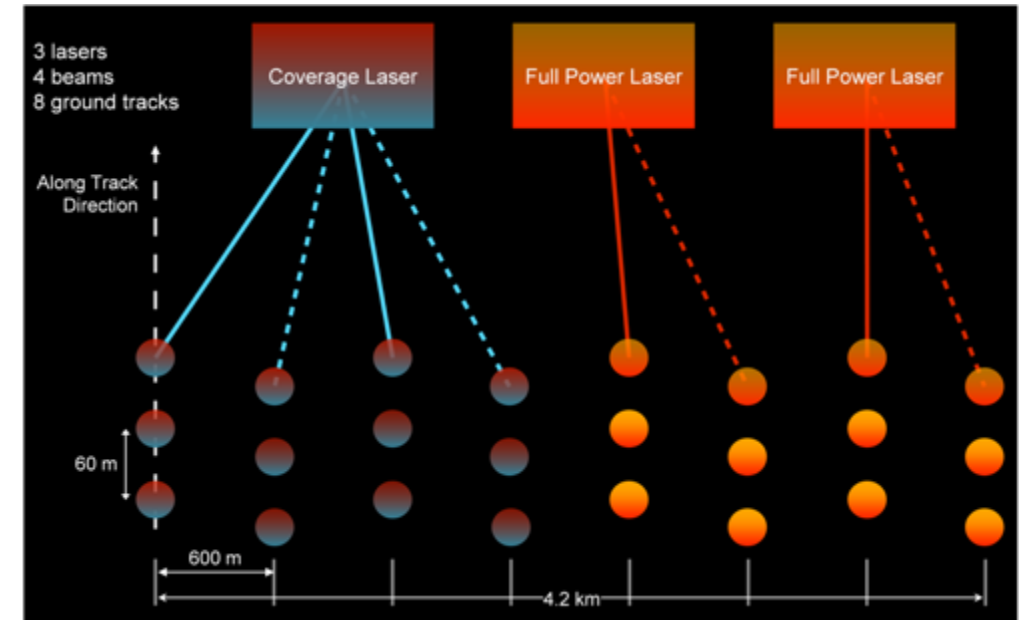 3 lasers
4 beams
8 ground tracks
Coverage Laser
Full Power Laser
Full Power Laser
Along Track
Direction
60 m
600 m
4.2 km